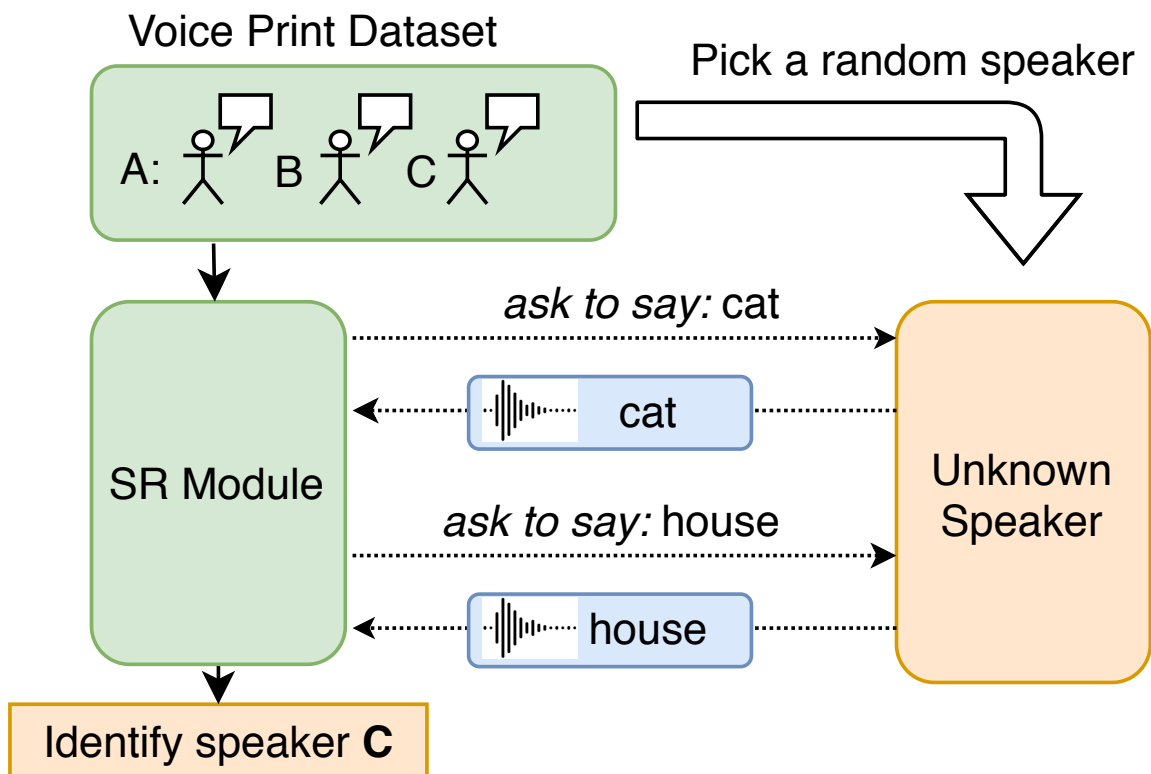 Voice Print Dataset
Pick a random speaker
A: B C
ask to say: cat
cat
SR Module
Unknown
Speaker
ask to say: house
house
Identify speaker C